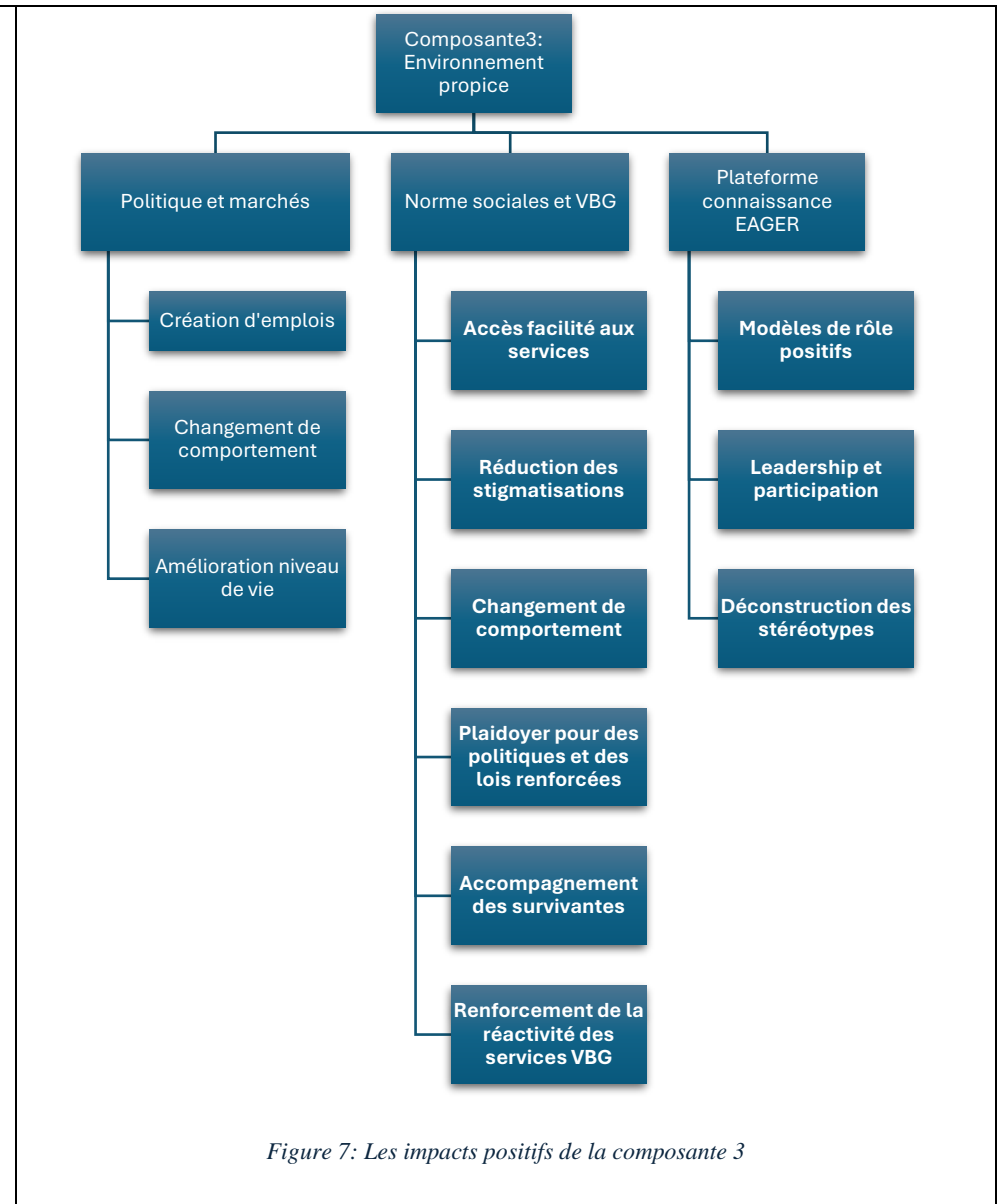 Composante3:
Environnement
propice
Politique et marchés
Création d'emplois
Changement de
comportement
Amélioration niveau
de vie
Norme sociales et VBG
Accès facilité aux
services
Réduction des
stigmatisations
Changement de
comportement
Plaidoyer pour des
politiques et des
lois renforcées
Accompagnement
des survivantes
Renforcement de la
réactivité des
services VBG
Plateforme
connaissance
EAGER
Modèles de rôle
positifs
Leadership et
participation
Déconstruction des
stéréotypes
Figure 7: Les impacts positifs de la composante 3